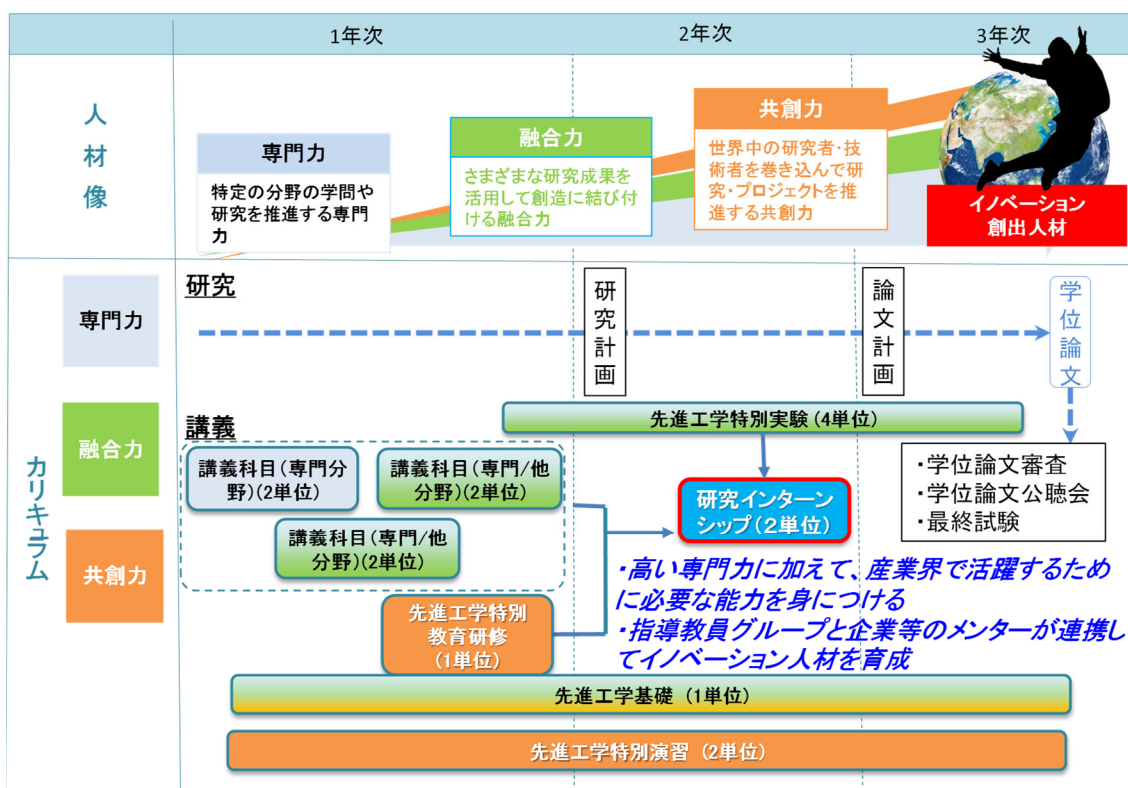 1年次
2年次
3年次
人材像
専門力
特定の分野の学問や
研究を推進する専門
力
融合力
さまざまな研究成果を
活用して創造に結び付
ける融合力
共創力
世界中の研究者・技
術者を巻き込んで研
究・プロジェクトを推
進する共創力
イノベーション
創出人材
カリキュラム
専門力
融合力
共創力
研究
研究計画
論文計画
学位論文
講義
先進工学特別実験(4単位)
講義科目(専門分
野)(2単位)
講義科目(専門/他
分野)(2単位)
講義科目(専門/他
分野)(2単位)
研究インターン
シップ(2単位)
・学位論文審査
・学位論文公聴会
・最終試験
・高い専門力に加えて、産業界で活躍するため
に必要な能力を身につける
・指導教員グループと企業等のメンターが連携し
てイノベーション人材を育成
先進工学特別
教育研修
(1単位)
先進工学基礎 (1単位)
先進工学特別演習 (2単位)